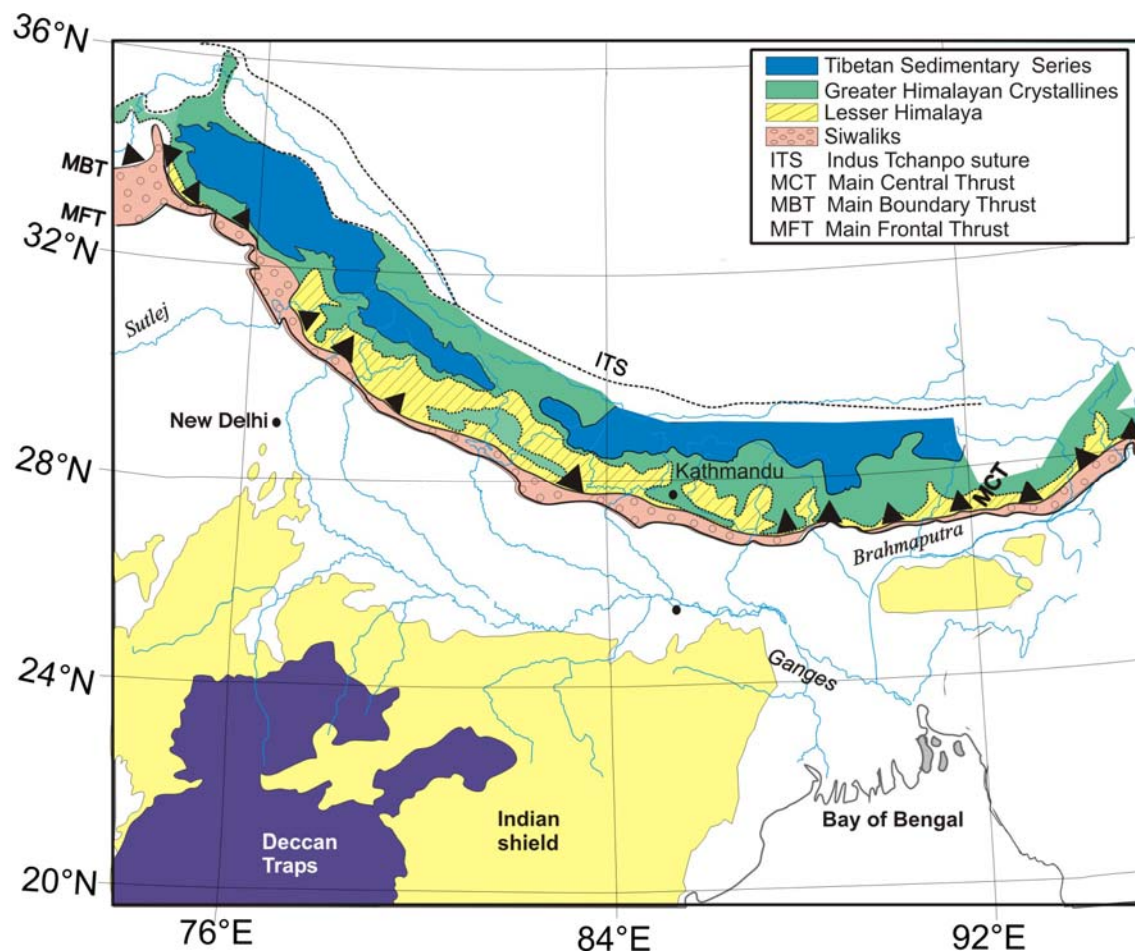 36°N
Tibetan Sedimentary Series
Greater Himalayan Crystallines
Lesser Himalaya
Siwaliks
ITS Indus Tchanpo suture
MCT Main Central Thrust
MBT Main Boundary Thrust
MFT Main Frontal Thrust
MBT
MFT
32°N
Sutlej
ITS
New Delhi
28°N
Kathmandu
MCT
Brahmaputra
24°N
Ganges
Indian
shield
Bay of Bengal
Deccan
Traps
20°N
76°E
84°E
92°E